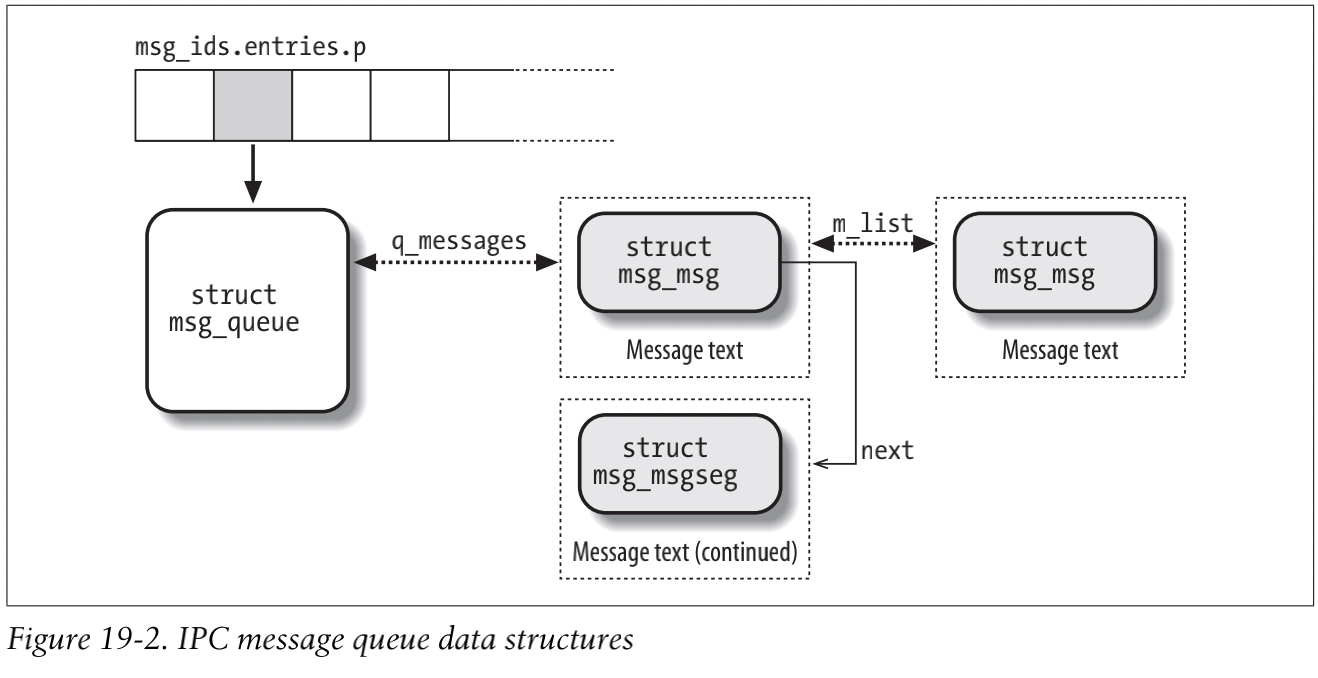 msg_ids.entries.p
struct
msg_queue
q_messages
struct
msg_msg
Message text
m_list
struct
msg_msg
Message text
next
struct
msg_msgseg
Message text (continued)
Figure 19-2. IPC message queue data structures